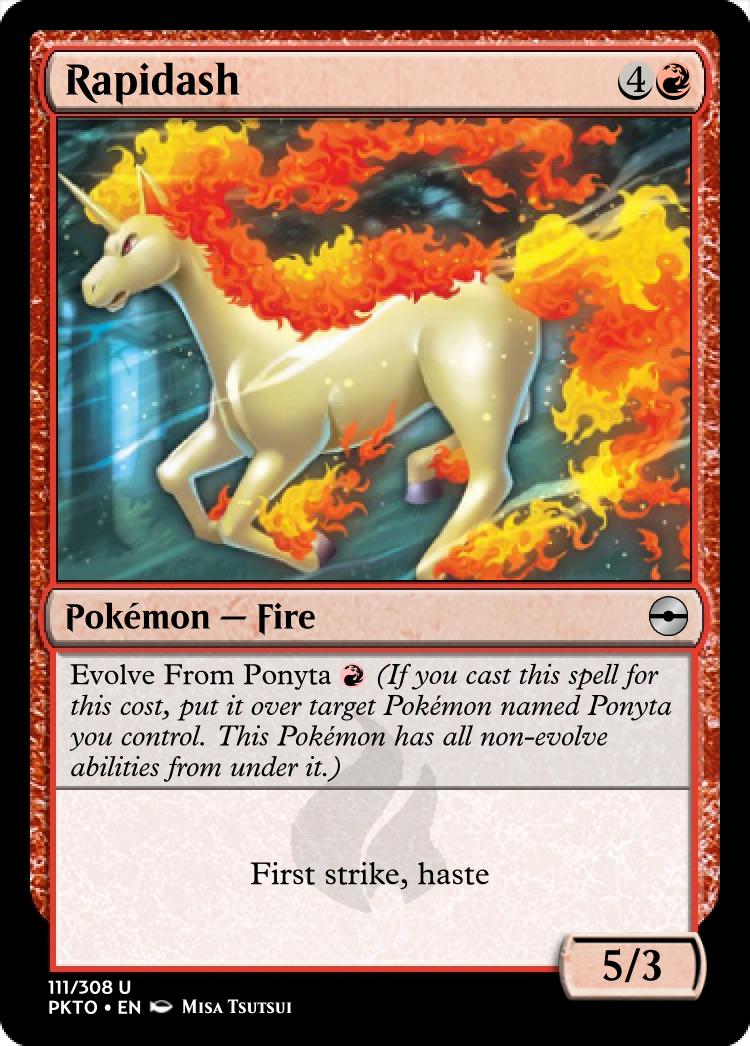 Rapidash 4
Pokémon — Fire
Evolve From Ponyta (If you cast this spell for
this cost, put it over target Pokémon named Ponyta
you control. This Pokémon has all non-evolve
abilities from under it.)
First strike, haste
5/3
111/308 U
PKTO • EN Misa Tsutsui